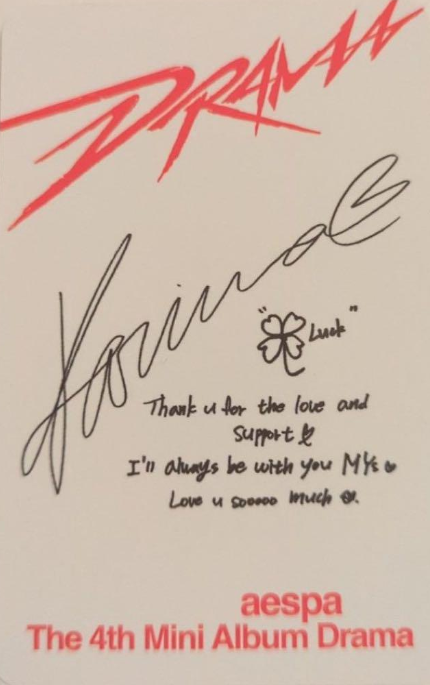 DRAMA
Karina
"🍀Luck"
Thank u for the love and
support
I'll always be with you MYs
Love u sooooo much
aespa
The 4th Mini Album Drama